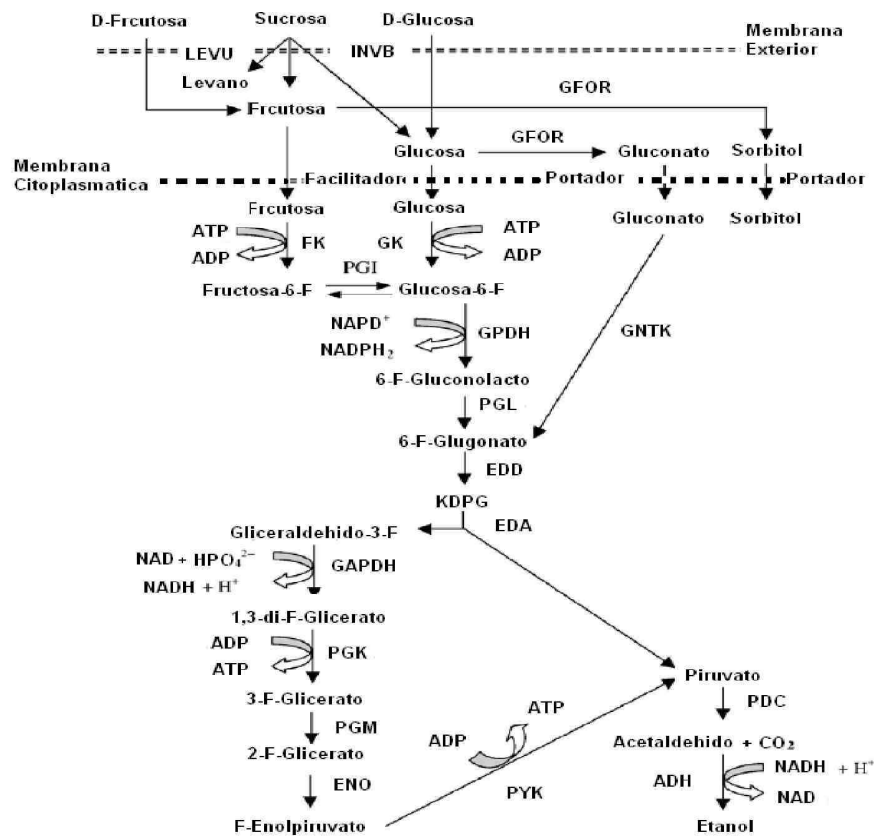 D-Frcutosa Sucrosa D-Glucosa
Membrana
Exterior
LEVU INVB
Levano
GFOR
Frcutosa
GFOR
Glucosa Gluconato Sorbitol
Membrana
Citoplasmatica
Facilitador Portador Portador
Frcutosa Glucosa Gluconato Sorbitol
ATP FK GK ATP
ADP ADP
PGI
Fructosa-6-F Glucosa-6-F
NAPD⁺ GPDH GNTK
NADPH₂
6-F-Gluconolacto
PGL
6-F-Glugonato
EDD
KDPG
Gliceraldehido-3-F EDA
NAD + HPO₄²⁻ GAPDH
NADH + H⁺
1,3-di-F-Glicerato
ADP PGK
ATP
3-F-Glicerato Piruvato
PGM ATP PDC
2-F-Glicerato ADP Acetaldehido + CO₂
ENO PYK ADH NADH + H⁺
NAD
F-Enolpiruvato Etanol